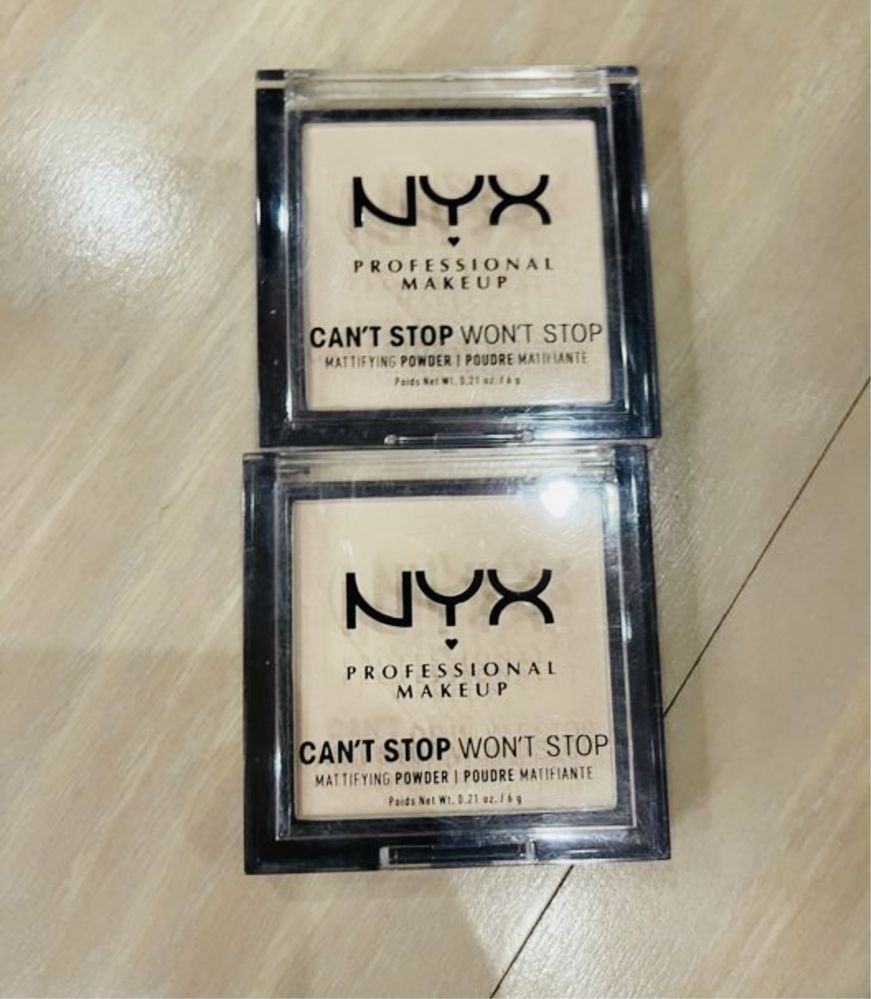 NYX
PROFESSIONAL
MAKEUP
CAN'T STOP WON'T STOP
MATTIFYING POWDER | POUDRE MATIFIANTE
Poids Net Wt. 0.21 oz. / 6 g
NYX
PROFESSIONAL
MAKEUP
CAN'T STOP WON'T STOP
MATTIFYING POWDER | POUDRE MATIFIANTE
Poids Net Wt. 0.21 oz. / 6 g